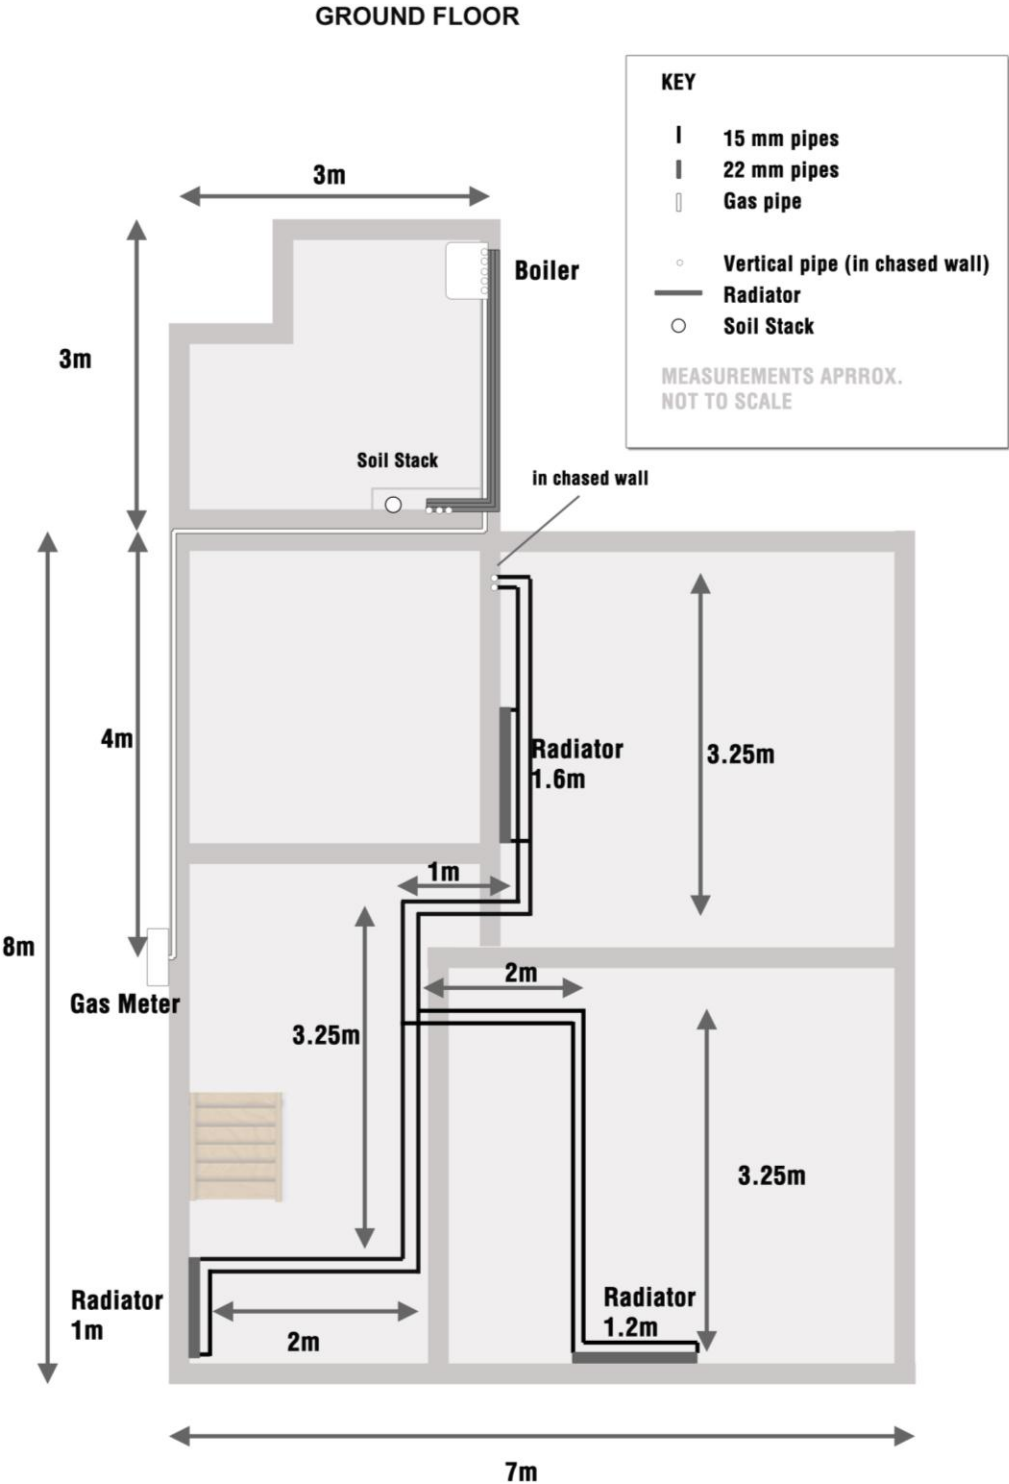 GROUND FLOOR
KEY
15 mm pipes
22 mm pipes
Gas pipe
Vertical pipe (in chased wall)
Radiator
Soil Stack
MEASUREMENTS APRROX.
NOT TO SCALE
3m
Boiler
3m
Soil Stack
in chased wall
4m
Radiator
1.6m
3.25m
1m
8m
2m
Gas Meter
3.25m
3.25m
Radiator
1m
Radiator
1.2m
2m
7m